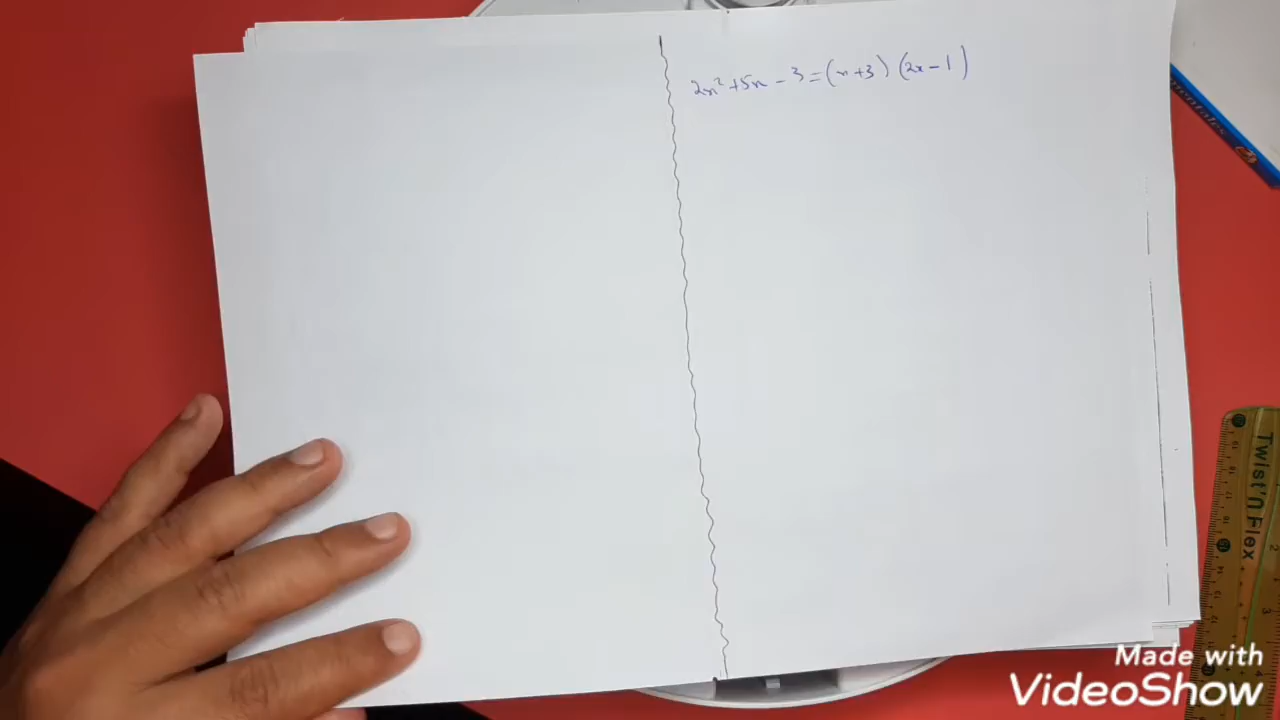 2x² + 5x - 3 = (x+3) (2x - 1)
Twist'n Flex
Made with
VideoShow